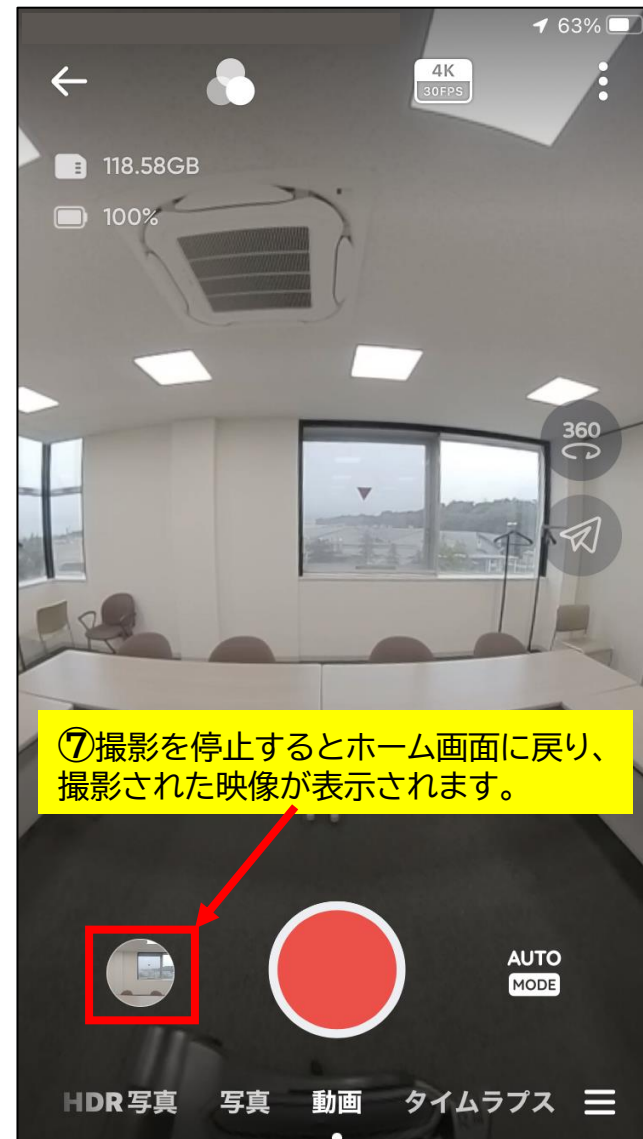 63%
4K
30FPS
118.58GB
100%
360
⑦撮影を停止するとホーム画面に戻り、
撮影された映像が表示されます。
AUTO
MODE
HDR写真 写真 動画 タイムラプス